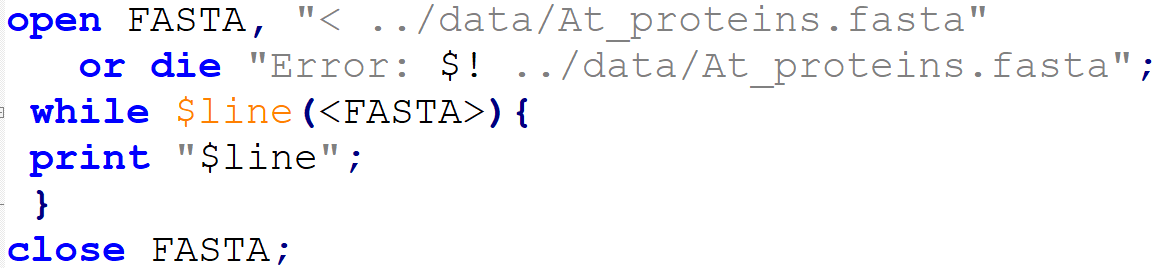 open FASTA, "< ../data/At_proteins.fasta"
or die "Error: $! ../data/At_proteins.fasta";
while $line(<FASTA>){
print "$line";
}
close FASTA;